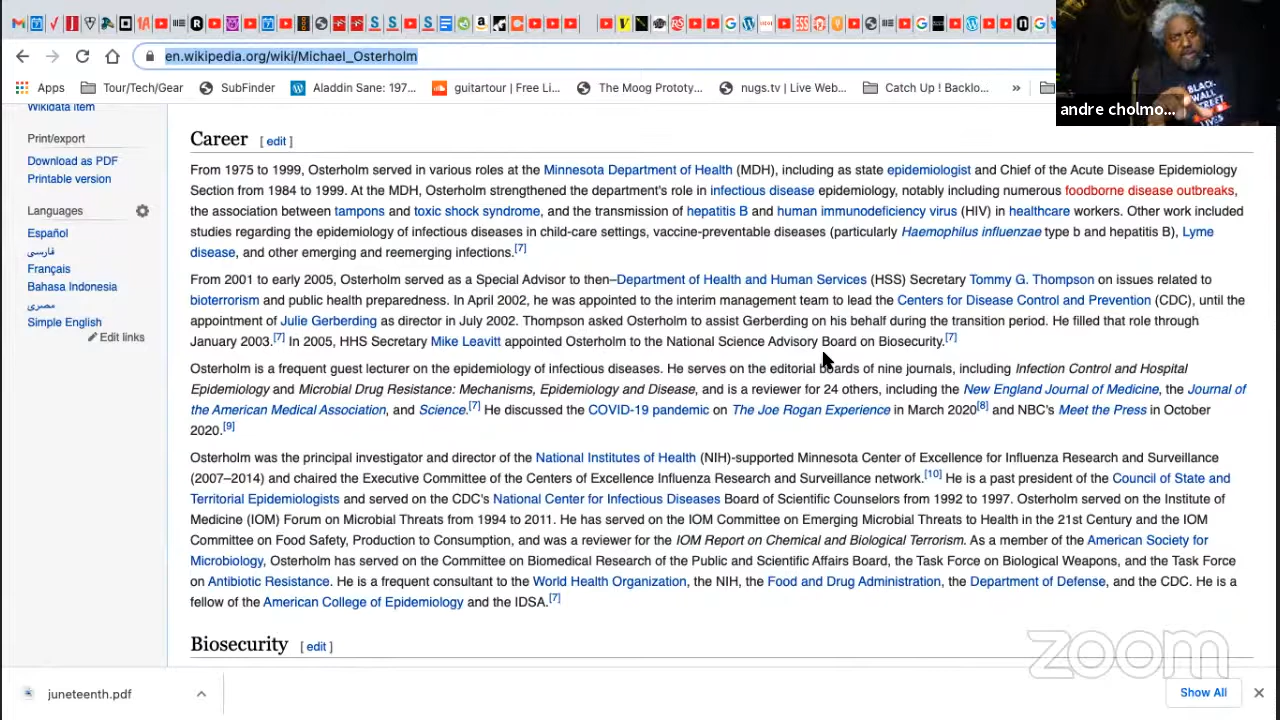 en.wikipedia.org/wiki/Michael_Osterholm
Apps Tour/Tech/Gear SubFinder Aladdin Sane: 197... guitartour | Free Li... The Moog Prototy... nugs.tv | Live Web... Catch Up ! Backlo... »
andre cholmo...
BLACK
WALL
STREET
LIVES
Wikidata item
Print/export
Download as PDF
Printable version
Languages
Español
فارسی
Français
Bahasa Indonesia
مصرى
Simple English
Edit links
Career [ edit ]
From 1975 to 1999, Osterholm served in various roles at the Minnesota Department of Health (MDH), including as state epidemiologist and Chief of the Acute Disease Epidemiology
Section from 1984 to 1999. At the MDH, Osterholm strengthened the department's role in infectious disease epidemiology, notably including numerous foodborne disease outbreaks,
the association between tampons and toxic shock syndrome, and the transmission of hepatitis B and human immunodeficiency virus (HIV) in healthcare workers. Other work included
studies regarding the epidemiology of infectious diseases in child-care settings, vaccine-preventable diseases (particularly Haemophilus influenzae type b and hepatitis B), Lyme
disease, and other emerging and reemerging infections.[7]
From 2001 to early 2005, Osterholm served as a Special Advisor to then–Department of Health and Human Services (HSS) Secretary Tommy G. Thompson on issues related to
bioterrorism and public health preparedness. In April 2002, he was appointed to the interim management team to lead the Centers for Disease Control and Prevention (CDC), until the
appointment of Julie Gerberding as director in July 2002. Thompson asked Osterholm to assist Gerberding on his behalf during the transition period. He filled that role through
January 2003.[7] In 2005, HHS Secretary Mike Leavitt appointed Osterholm to the National Science Advisory Board on Biosecurity.[7]
Osterholm is a frequent guest lecturer on the epidemiology of infectious diseases. He serves on the editorial boards of nine journals, including Infection Control and Hospital
Epidemiology and Microbial Drug Resistance: Mechanisms, Epidemiology and Disease, and is a reviewer for 24 others, including the New England Journal of Medicine, the Journal of
the American Medical Association, and Science.[7] He discussed the COVID-19 pandemic on The Joe Rogan Experience in March 2020[8] and NBC's Meet the Press in October
2020.[9]
Osterholm was the principal investigator and director of the National Institutes of Health (NIH)-supported Minnesota Center of Excellence for Influenza Research and Surveillance
(2007–2014) and chaired the Executive Committee of the Centers of Excellence Influenza Research and Surveillance network.[10] He is a past president of the Council of State and
Territorial Epidemiologists and served on the CDC's National Center for Infectious Diseases Board of Scientific Counselors from 1992 to 1997. Osterholm served on the Institute of
Medicine (IOM) Forum on Microbial Threats from 1994 to 2011. He has served on the IOM Committee on Emerging Microbial Threats to Health in the 21st Century and the IOM
Committee on Food Safety, Production to Consumption, and was a reviewer for the IOM Report on Chemical and Biological Terrorism. As a member of the American Society for
Microbiology, Osterholm has served on the Committee on Biomedical Research of the Public and Scientific Affairs Board, the Task Force on Biological Weapons, and the Task Force
on Antibiotic Resistance. He is a frequent consultant to the World Health Organization, the NIH, the Food and Drug Administration, the Department of Defense, and the CDC. He is a
fellow of the American College of Epidemiology and the IDSA.[7]
Biosecurity [ edit ]
zoom
juneteenth.pdf
Show All